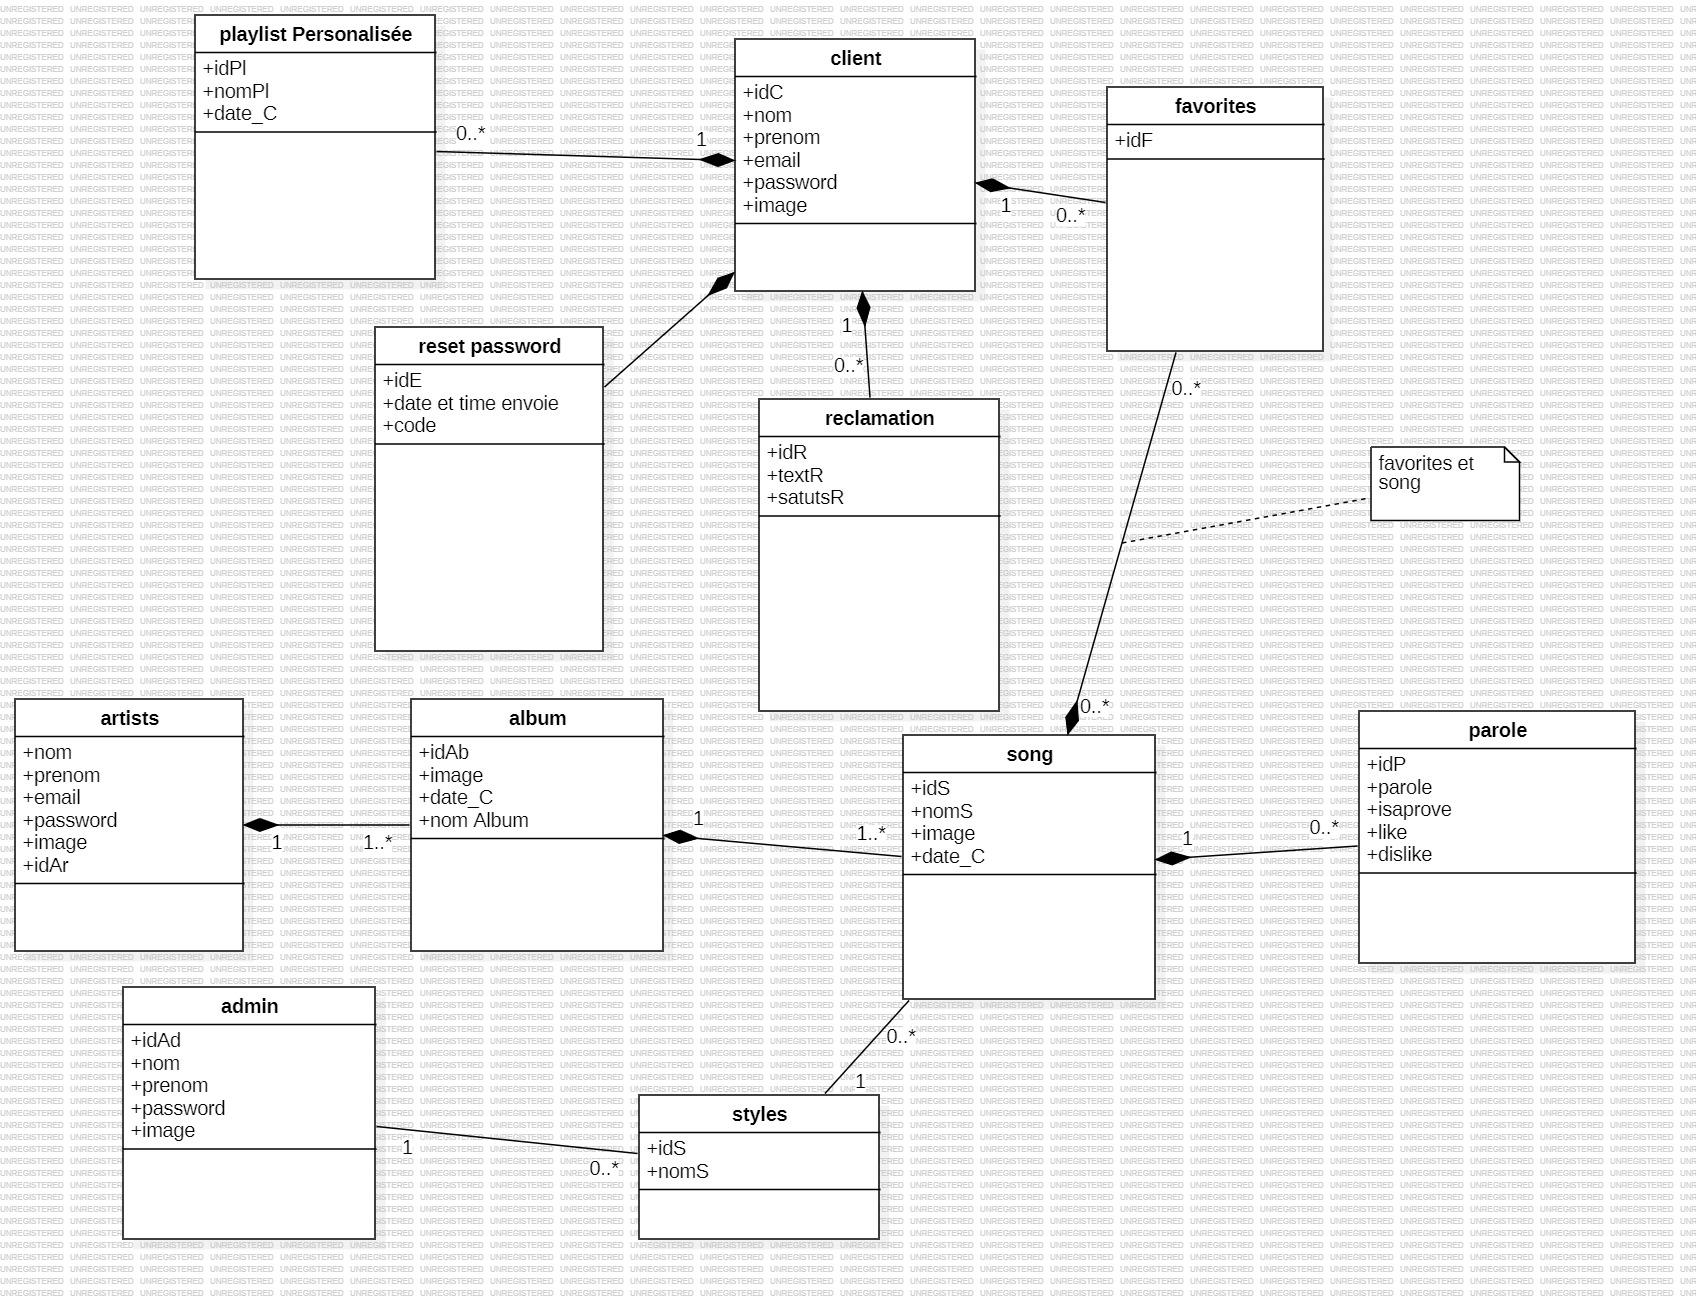 playlist Personalisée
+idPl
+nomPl
+date_C
0..*
1
client
+idC
+nom
+prenom
+email
+password
+image
1
0..*
favorites
+idF
reset password
+idE
+date et time envoie
+code
1
0..*
reclamation
+idR
+textR
+satutsR
0..*
favorites et
song
0..*
artists
+nom
+prenom
+email
+password
+image
+idAr
1
1..*
album
+idAb
+image
+date_C
+nom Album
1
1..*
song
+idS
+nomS
+image
+date_C
1
0..*
parole
+idP
+parole
+isaprove
+like
+dislike
admin
+idAd
+nom
+prenom
+password
+image
1
0..*
0..*
1
styles
+idS
+nomS
UNREGISTERED